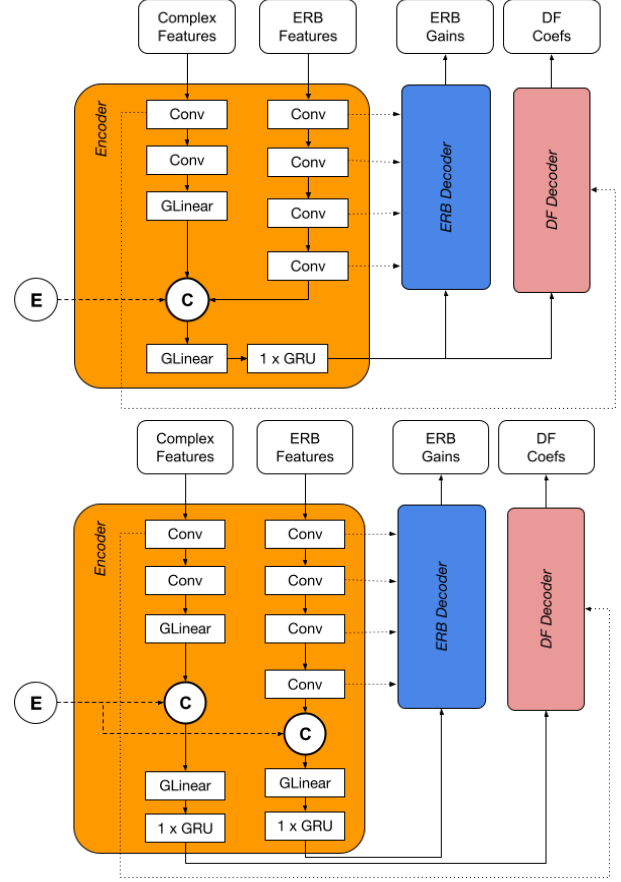 Complex
Features
ERB
Features
ERB
Gains
DF
Coefs
Encoder
Conv
Conv
Conv
Conv
GLinear
Conv
Conv
ERB Decoder
DF Decoder
E
C
GLinear
1 x GRU
Complex
Features
ERB
Features
ERB
Gains
DF
Coefs
Encoder
Conv
Conv
Conv
Conv
GLinear
Conv
Conv
ERB Decoder
DF Decoder
E
C
C
GLinear
GLinear
1 x GRU
1 x GRU